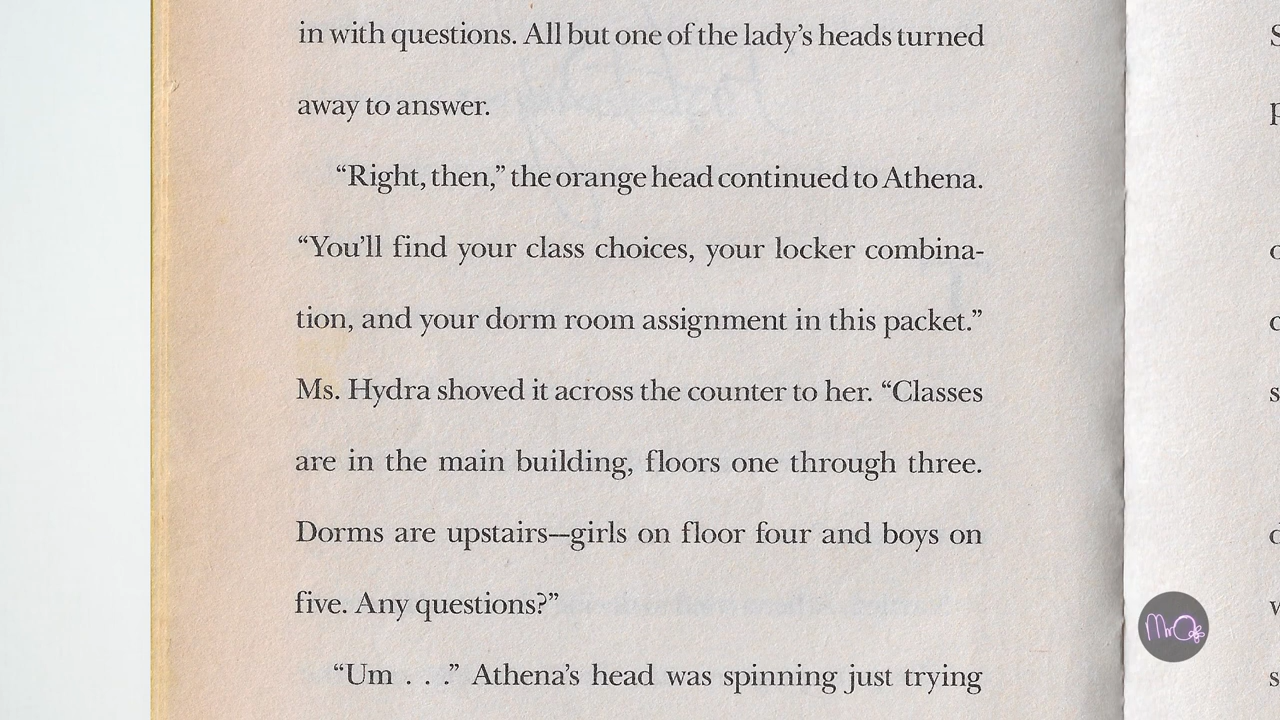 in with questions. All but one of the lady’s heads turned
away to answer.
“Right, then,” the orange head continued to Athena.
“You’ll find your class choices, your locker combina-
tion, and your dorm room assignment in this packet.”
Ms. Hydra shoved it across the counter to her. “Classes
are in the main building, floors one through three.
Dorms are upstairs—girls on floor four and boys on
five. Any questions?”
“Um . . .” Athena’s head was spinning just trying